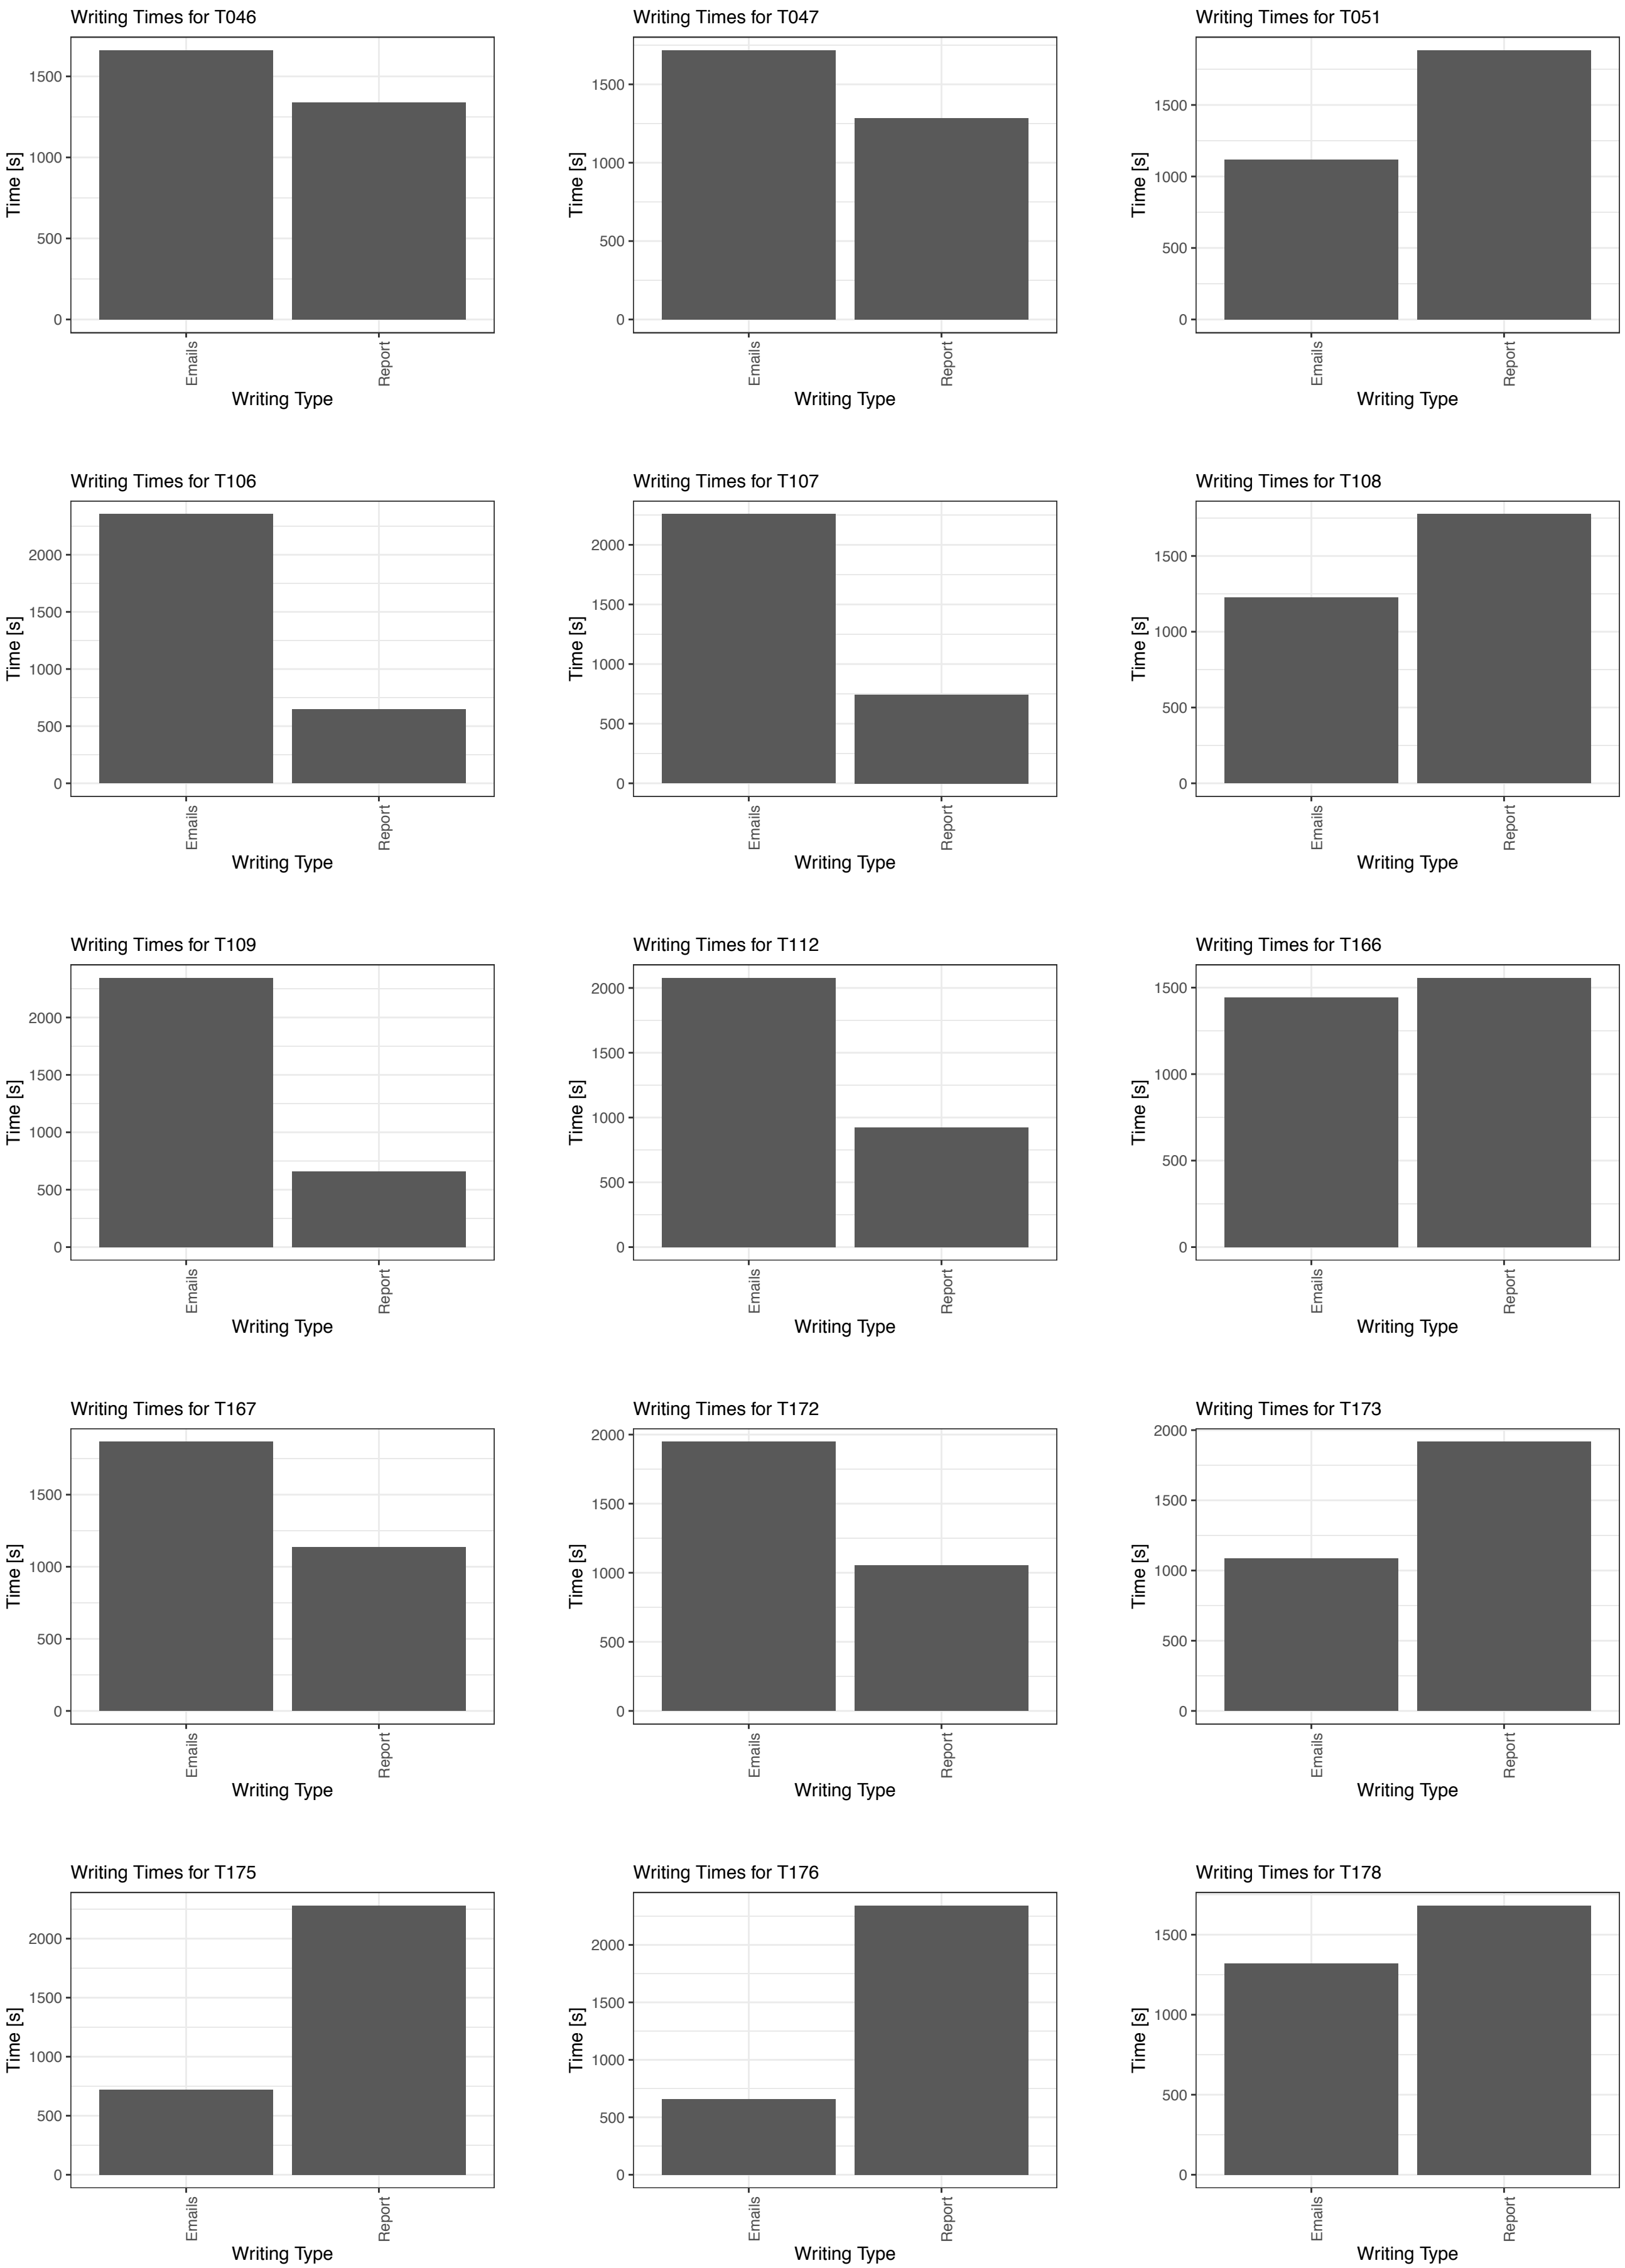 Writing Times for T046
Time [s]
1500
1000
500
0
Emails
Report
Writing Type
Writing Times for T047
Time [s]
1500
1000
500
0
Emails
Report
Writing Type
Writing Times for T051
Time [s]
1500
1000
500
0
Emails
Report
Writing Type
Writing Times for T106
Time [s]
2000
1500
1000
500
0
Emails
Report
Writing Type
Writing Times for T107
Time [s]
2000
1500
1000
500
0
Emails
Report
Writing Type
Writing Times for T108
Time [s]
1500
1000
500
0
Emails
Report
Writing Type
Writing Times for T109
Time [s]
2000
1500
1000
500
0
Emails
Report
Writing Type
Writing Times for T112
Time [s]
2000
1500
1000
500
0
Emails
Report
Writing Type
Writing Times for T166
Time [s]
1500
1000
500
0
Emails
Report
Writing Type
Writing Times for T167
Time [s]
1500
1000
500
0
Emails
Report
Writing Type
Writing Times for T172
Time [s]
2000
1500
1000
500
0
Emails
Report
Writing Type
Writing Times for T173
Time [s]
2000
1500
1000
500
0
Emails
Report
Writing Type
Writing Times for T175
Time [s]
2000
1500
1000
500
0
Emails
Report
Writing Type
Writing Times for T176
Time [s]
2000
1500
1000
500
0
Emails
Report
Writing Type
Writing Times for T178
Time [s]
1500
1000
500
0
Emails
Report
Writing Type